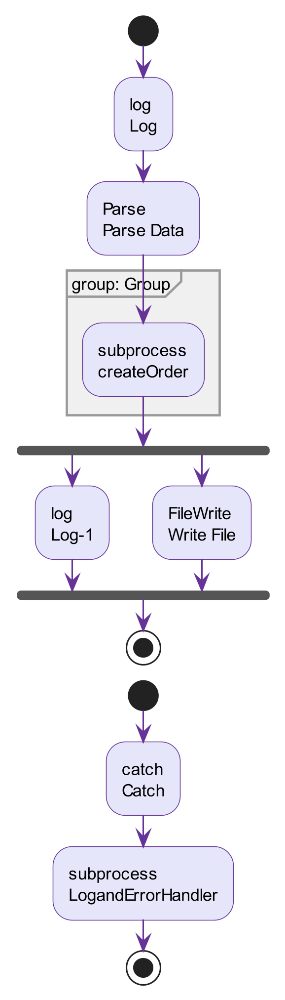 log
Log
Parse
Parse Data
group: Group
subprocess
createOrder
log
Log-1
FileWrite
Write File
catch
Catch
subprocess
LogandErrorHandler